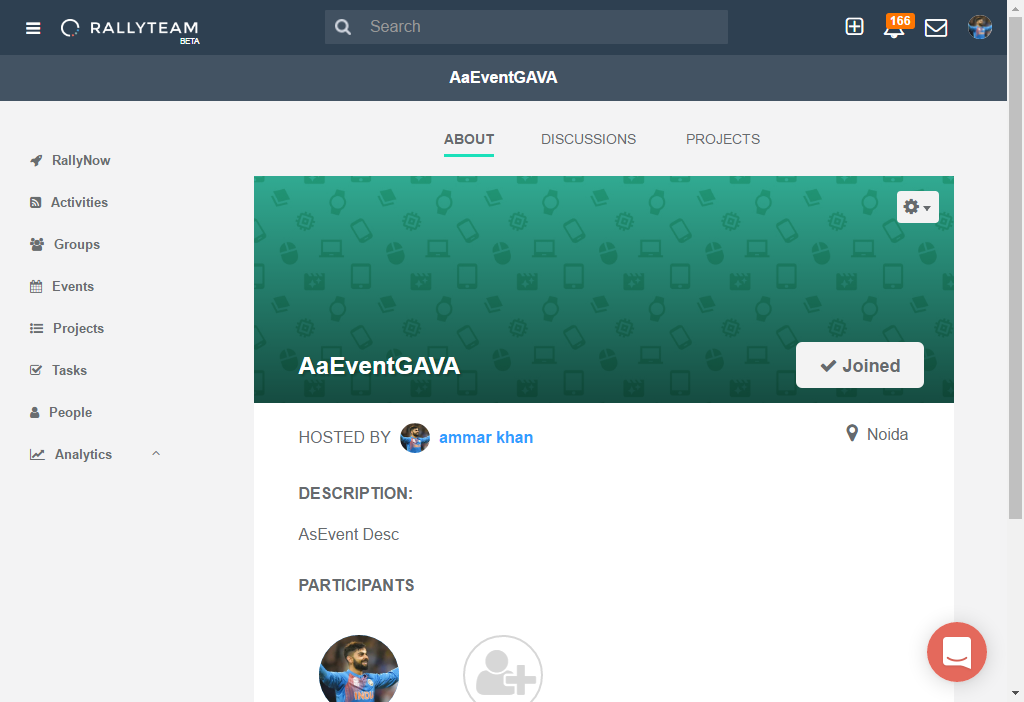 RALLYTEAM
BETA
Search
166
AaEventGAVA
ABOUT
DISCUSSIONS
PROJECTS
RallyNow
Activities
Groups
Events
Projects
Tasks
People
Analytics
AaEventGAVA
Joined
HOSTED BY ammar khan
Noida
DESCRIPTION:
AsEvent Desc
PARTICIPANTS